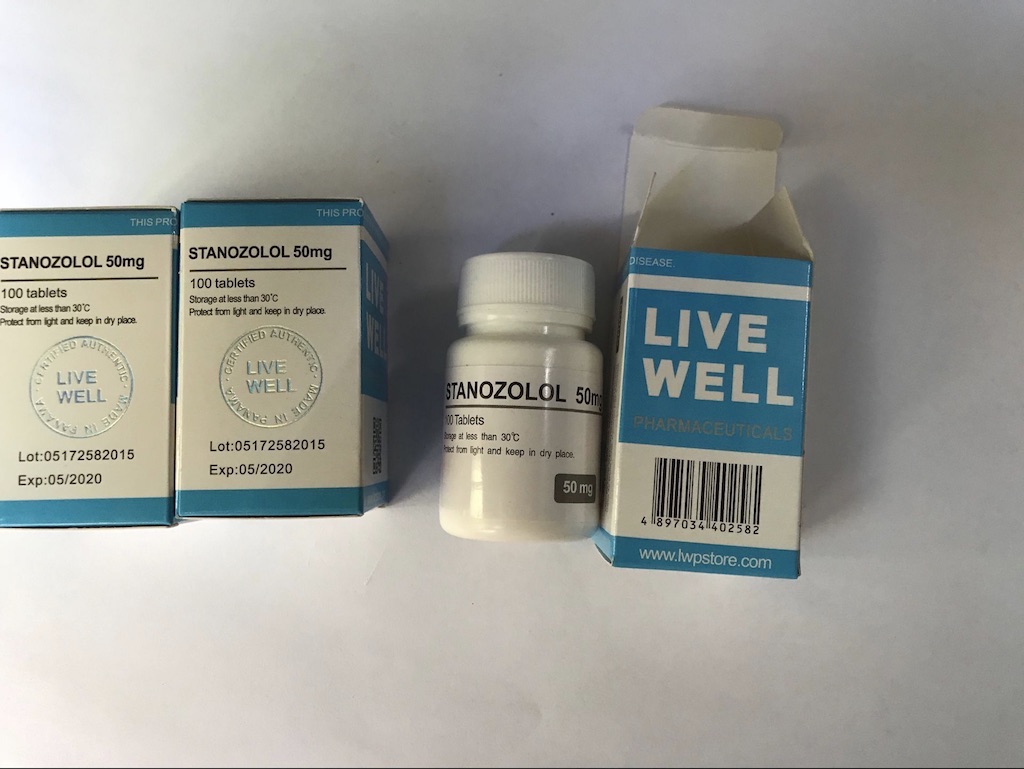 THIS PRO
STANOZOLOL 50mg
100 tablets
Storage at less than 30℃
Protect from light and keep in dry place.
CERTIFIED AUTHENTIC · MADE IN PANAMA ·
LIVE
WELL
Lot:05172582015
Exp:05/2020
THIS PRO
STANOZOLOL 50mg
100 tablets
Storage at less than 30℃
Protect from light and keep in dry place.
CERTIFIED AUTHENTIC · MADE IN PANAMA ·
LIVE
WELL
Lot:05172582015
Exp:05/2020
LIVE
WELL
STANOZOLOL 50mg
100 Tablets
Storage at less than 30℃
Protect from light and keep in dry place.
50 mg
DISEASE.
LIVE
WELL
PHARMACEUTICALS
4 897034 402582
www.lwpstore.com